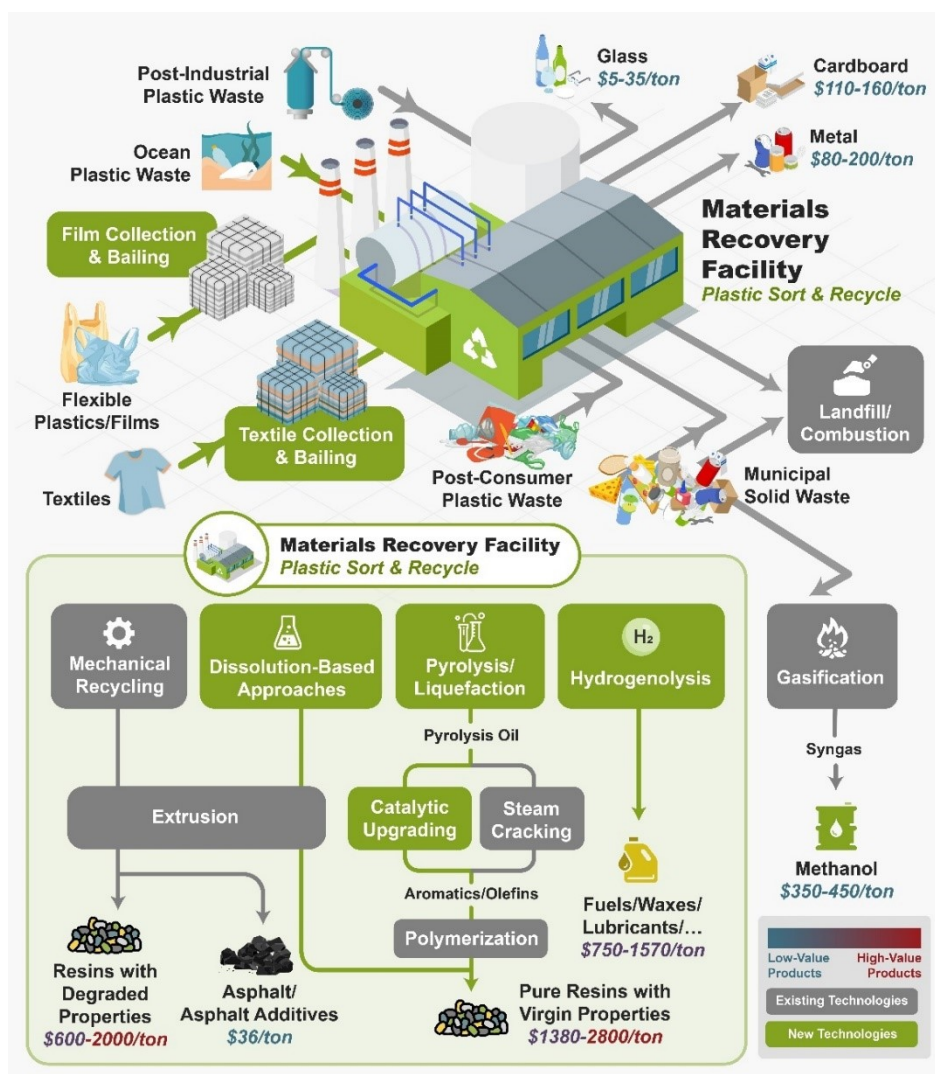 Post-Industrial
Plastic Waste
Glass
$5-35/ton
Cardboard
$110-160/ton
Ocean
Plastic Waste
Metal
$80-200/ton
Materials
Recovery
Facility
Plastic Sort & Recycle
Film Collection
& Bailing
Flexible
Plastics/Films
Textile Collection
& Bailing
Textiles
Post-Consumer
Plastic Waste
Landfill/
Combustion
Municipal
Solid Waste
Materials Recovery Facility
Plastic Sort & Recycle
Mechanical
Recycling
Dissolution-Based
Approaches
Pyrolysis/
Liquefaction
H₂
Hydrogenolysis
Gasification
Pyrolysis Oil
Syngas
Extrusion
Catalytic
Upgrading
Steam
Cracking
Methanol
$350-450/ton
Aromatics/Olefins
Polymerization
Fuels/Waxes/
Lubricants/...
$750-1570/ton
Resins with
Degraded
Properties
$600-2000/ton
Asphalt/
Asphalt Additives
$36/ton
Pure Resins with
Virgin Properties
$1380-2800/ton
Low-Value
Products
High-Value
Products
Existing Technologies
New Technologies